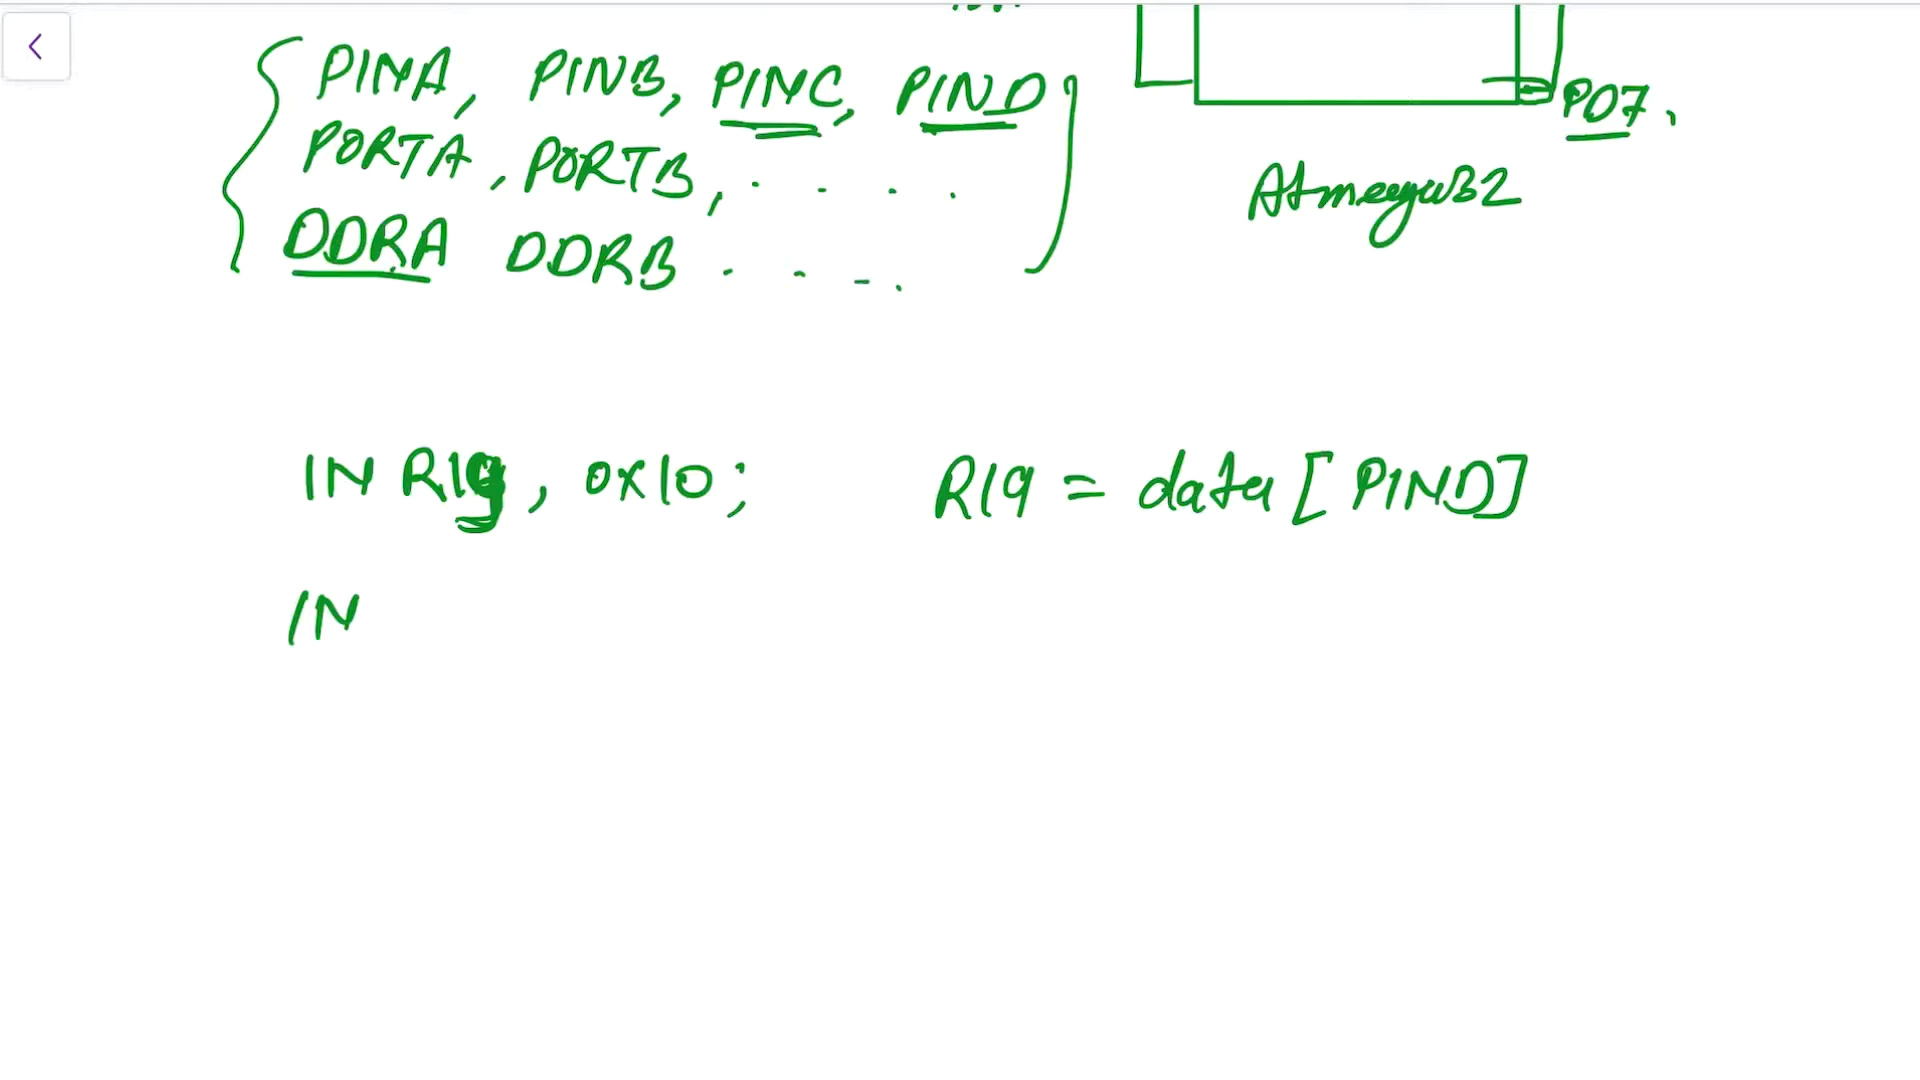 PINA, PINB, PINC, PIND
PORTA, PORTB, . . . .
DDRA DDRB . . - .
PD7,
Atmega32
IN R19, 0x10; R19 = data [PIND]
IN